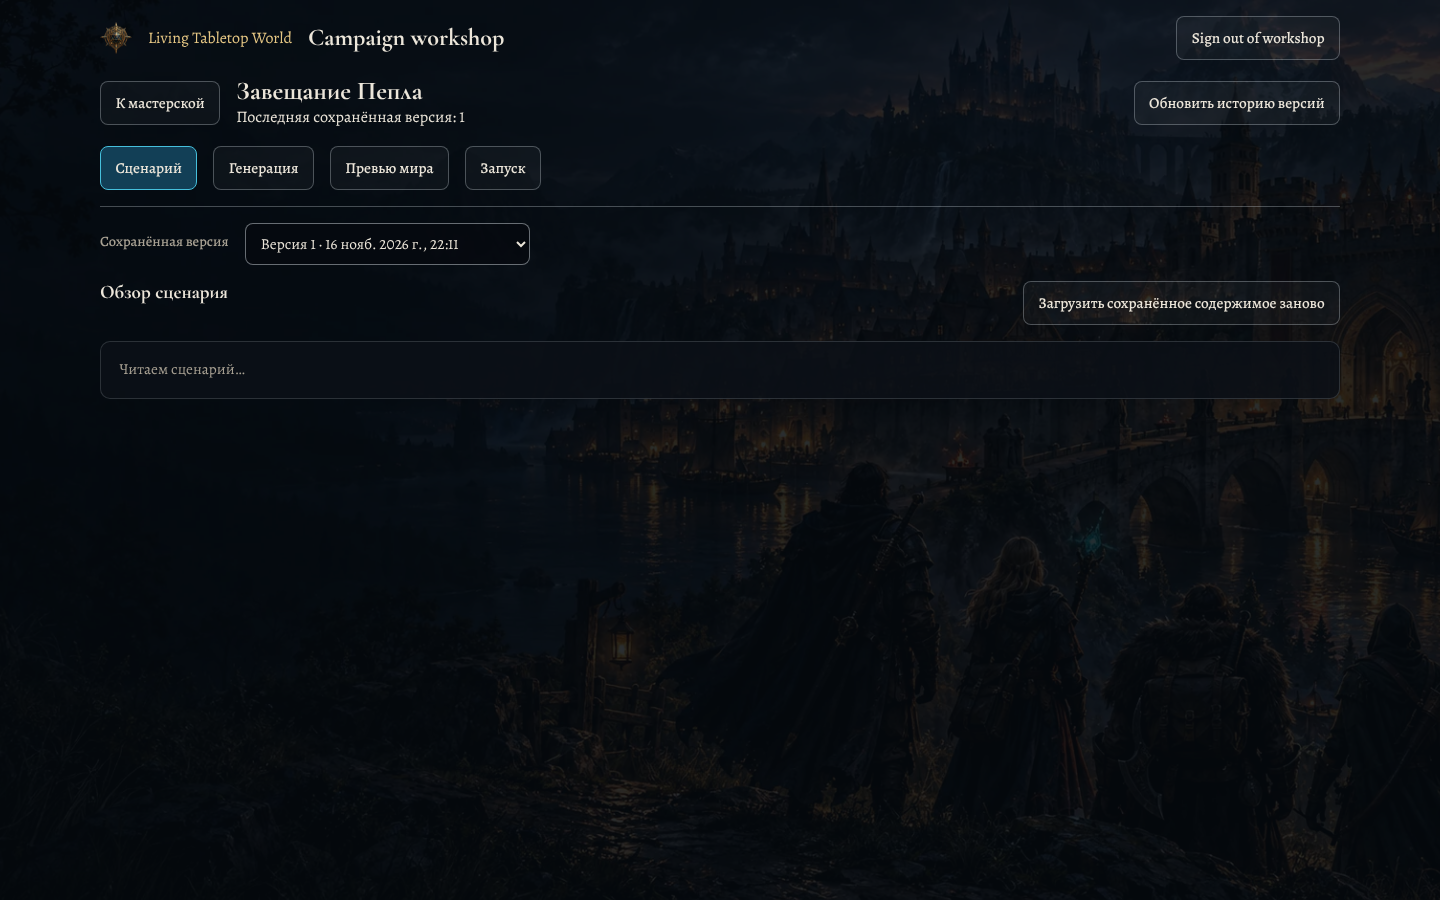 Living Tabletop World
Campaign workshop
Sign out of workshop
К мастерской
Завещание Пепла
Последняя сохранённая версия: 1
Обновить историю версий
Сценарий
Генерация
Превью мира
Запуск
Сохранённая версия
Версия 1 · 16 нояб. 2026 г., 22:11
Обзор сценария
Загрузить сохранённое содержимое заново
Читаем сценарий...